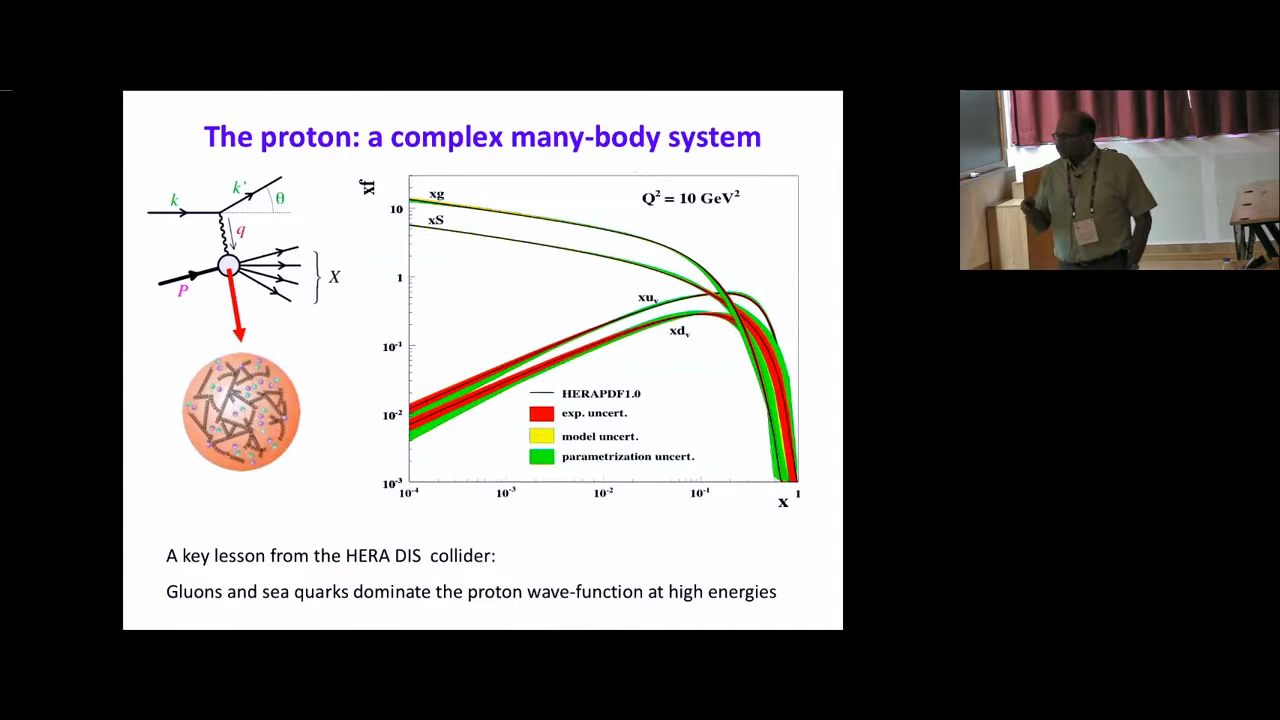 The proton: a complex many-body system
k
k'
θ
q
P
X
xf
xg
xS
xuv
xdv
Q² = 10 GeV²
10
1
10⁻¹
10⁻²
10⁻³
HERAPDF1.0
exp. uncert.
model uncert.
parametrization uncert.
10⁻⁴ 10⁻³ 10⁻² 10⁻¹ 1
x
A key lesson from the HERA DIS collider:
Gluons and sea quarks dominate the proton wave-function at high energies